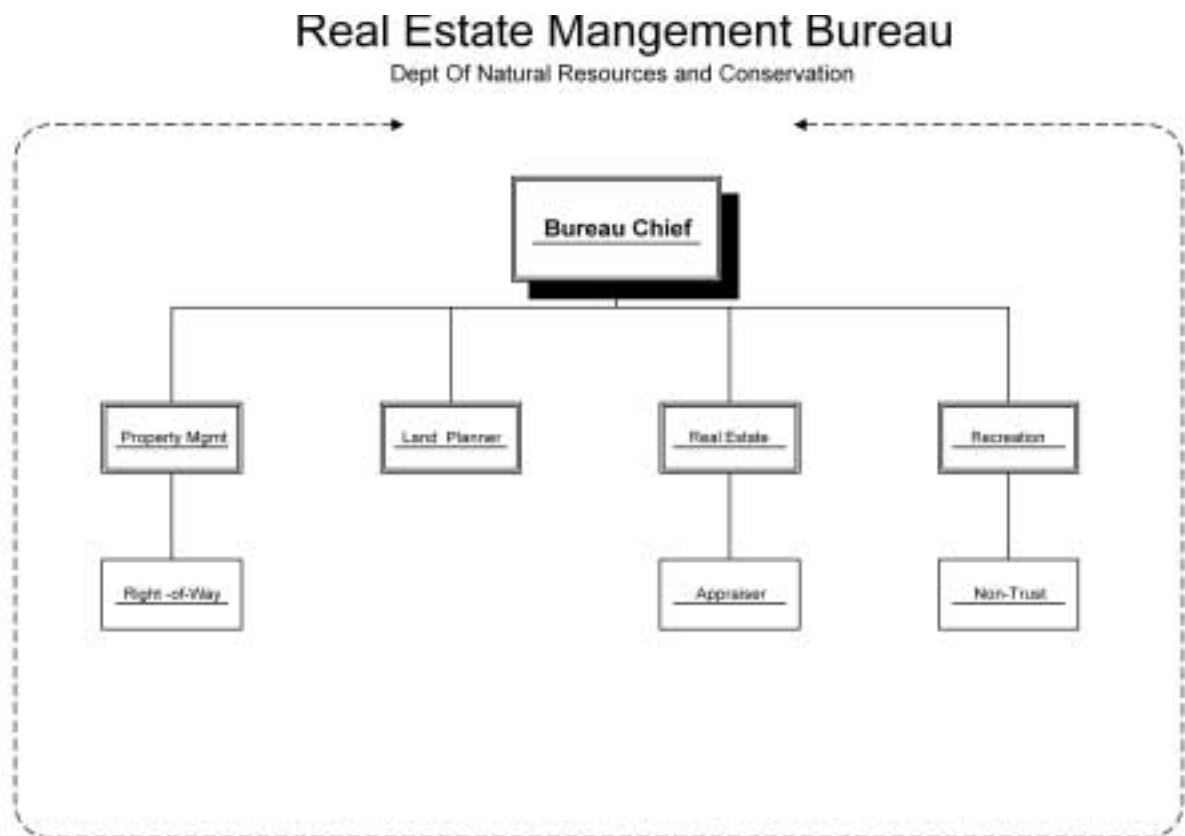 Real Estate Mangement Bureau
Dept Of Natural Resources and Conservation
Bureau Chief
Property Mgmt
Land Planner
Real Estate
Recreation
Right -of-Way
Appraiser
Non-Trust